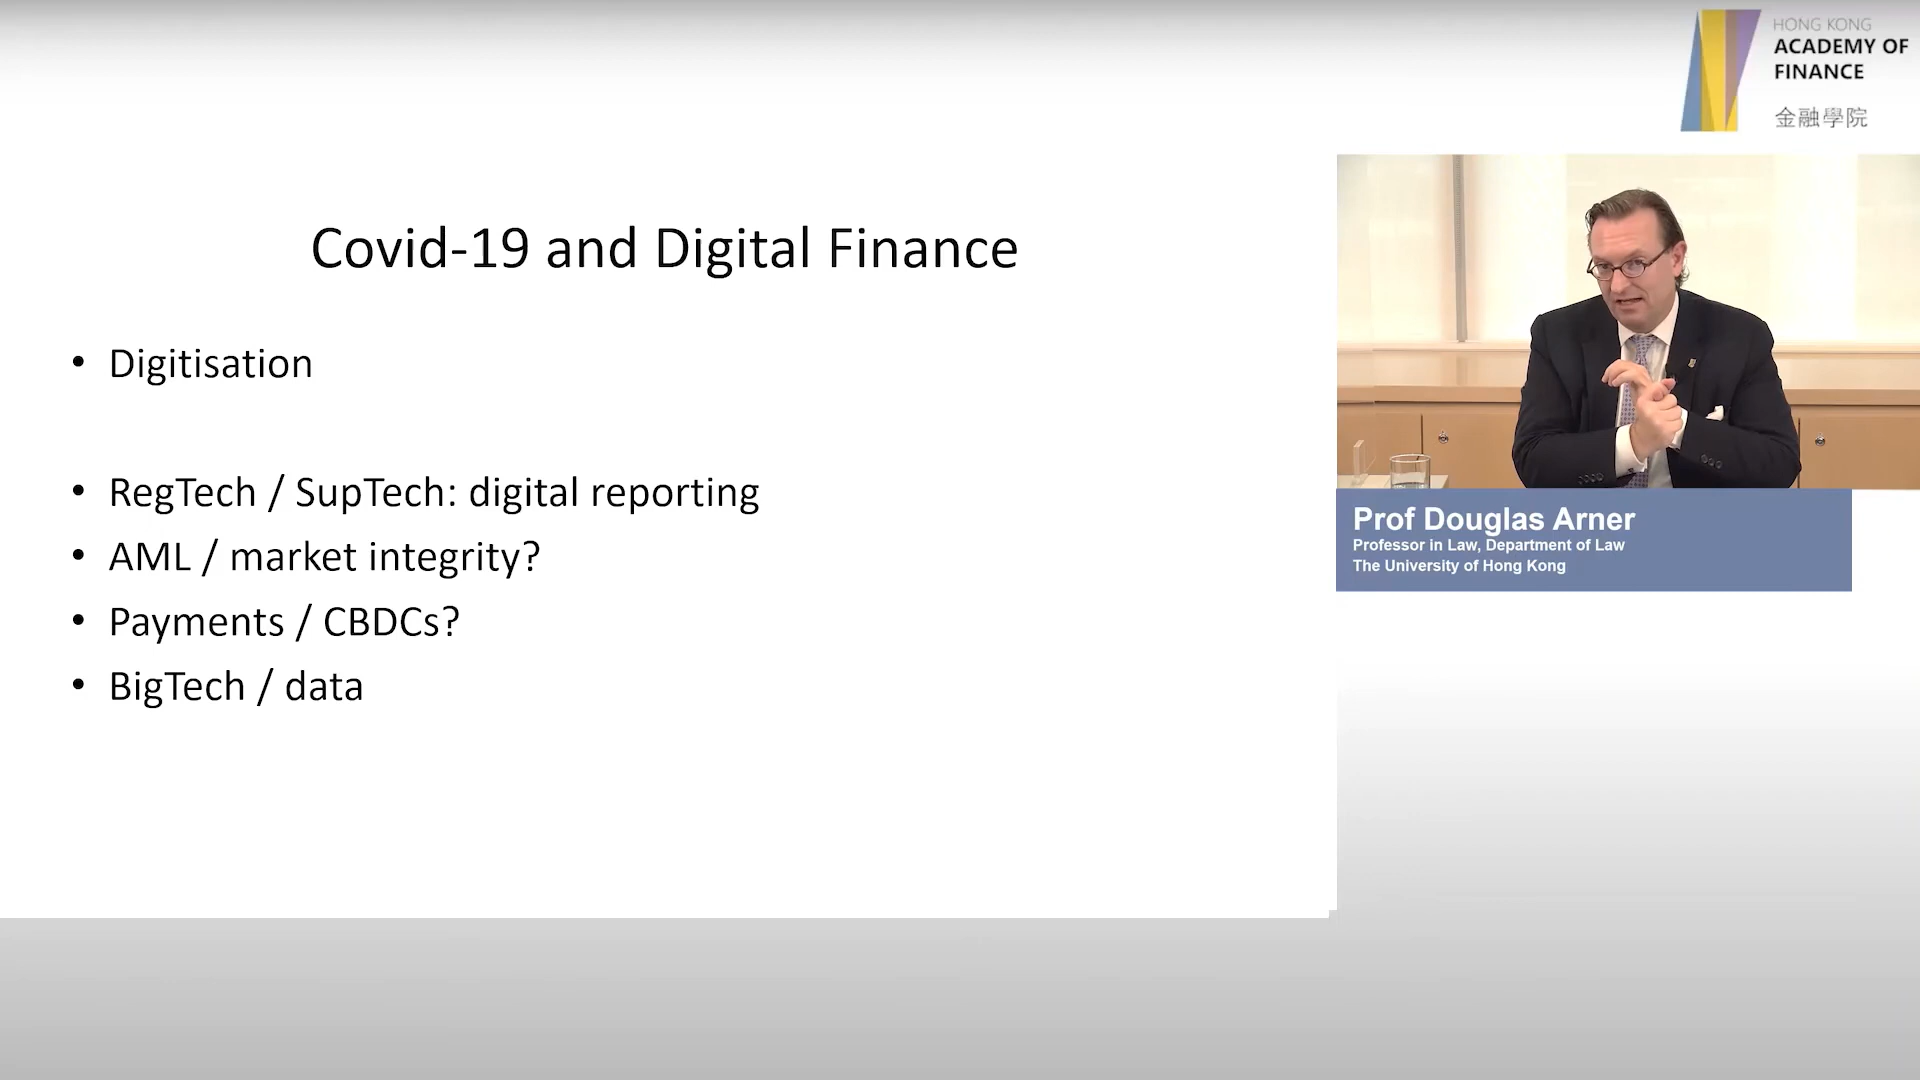 HONG KONG
ACADEMY OF
FINANCE
金融學院
Covid-19 and Digital Finance
• Digitisation
• RegTech / SupTech: digital reporting
• AML / market integrity?
• Payments / CBDCs?
• BigTech / data
Prof Douglas Arner
Professor in Law, Department of Law
The University of Hong Kong